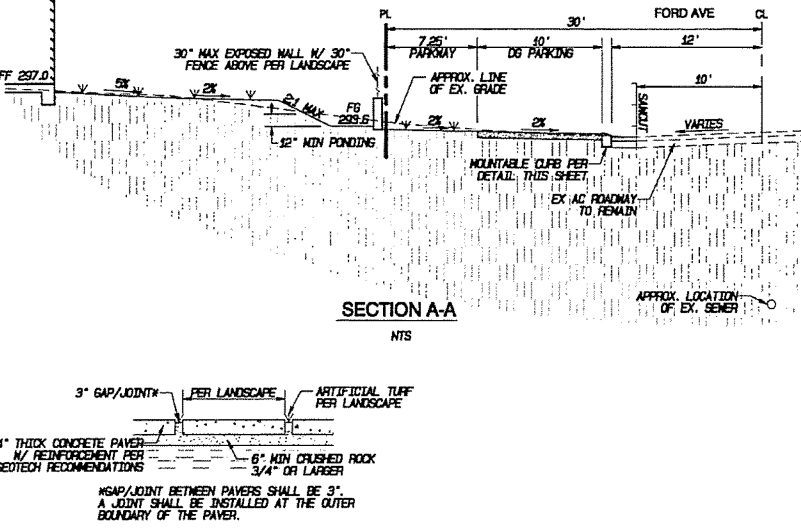 PL
FORD AVE
CL
30'
7.25'
PARKWAY
10'
DG PARKING
12'
30" MAX EXPOSED WALL W/ 30"
FENCE ABOVE PER LANDSCAPE
APPROX. LINE
OF EX. GRADE
10'
FF 297.0
5%
2%
2:1 MAX
FG
293.5
SAWCUT
2%
2%
VARIES
12" MIN PONDING
MOUNTABLE CURB PER
DETAIL THIS SHEET
EX AC ROADWAY
TO REMAIN
SECTION A-A
NTS
APPROX. LOCATION
OF EX. SEWER
3" GAP/JOINT*
PER LANDSCAPE
ARTIFICIAL TURF
PER LANDSCAPE
THICK CONCRETE PAVER
W/ REINFORCEMENT PER
GEOTECH RECOMMENDATIONS
6" MIN CRUSHED ROCK
3/4" OR LARGER
*GAP/JOINT BETWEEN PAVERS SHALL BE 3".
A JOINT SHALL BE INSTALLED AT THE OUTER
BOUNDARY OF THE PAVER.